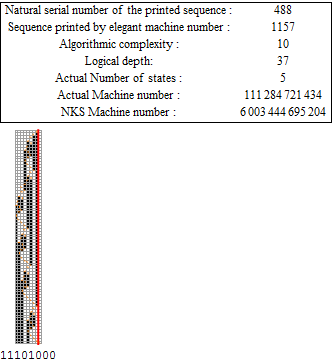 Natural serial number of the printed sequence : 488
Sequence printed by elegant machine number : 1157
Algorithmic complexity : 10
Logical depth: 37
Actual Number of states : 5
Actual Machine number : 111 284 721 434
NKS Machine number : 6 003 444 695 204
11101000